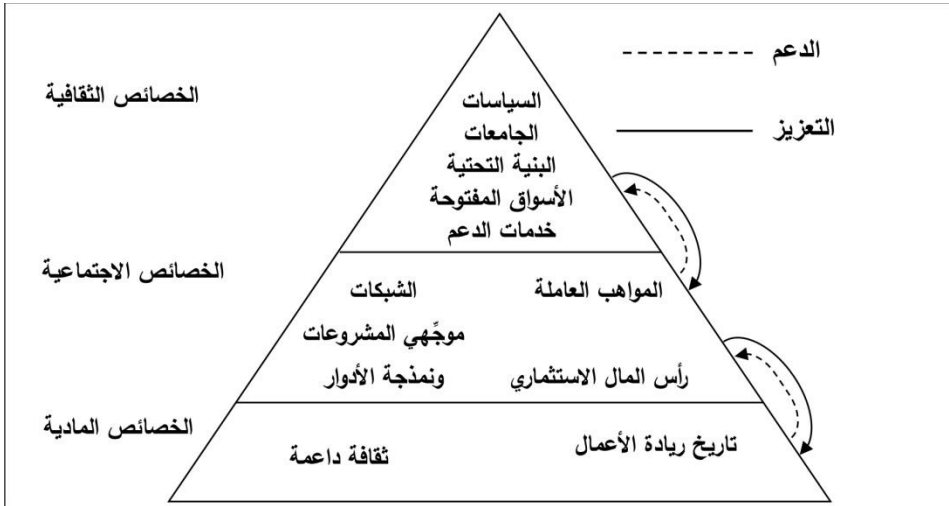 الدعم
التعزيز
الخصائص الثقافية
السياسات
الجامعات
البنية التحتية
الأسواق المفتوحة
خدمات الدعم
الخصائص الاجتماعية
المواهب العاملة
الشبكات
موجِّهي المشروعات
ونمذجة الأدوار
رأس المال الاستثماري
الخصائص المادية
تاريخ ريادة الأعمال
ثقافة داعمة